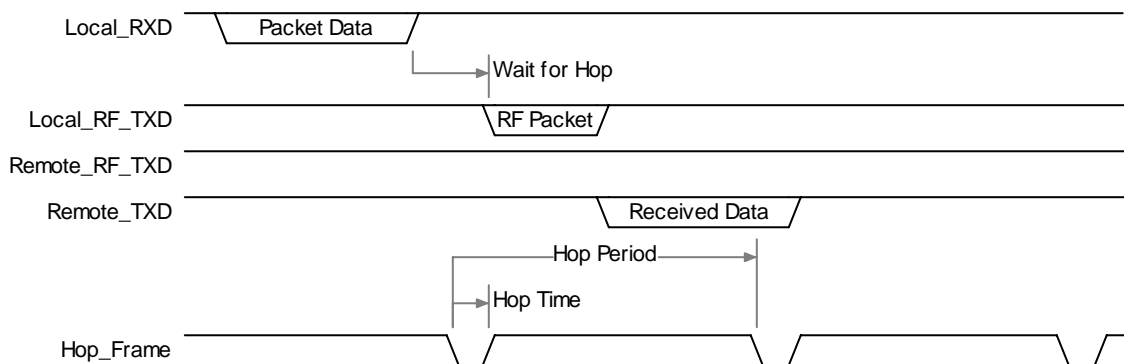 Local_RXD
Packet Data
Wait for Hop
Local_RF_TXD
RF Packet
Remote_RF_TXD
Remote_TXD
Received Data
Hop Period
Hop Time
Hop_Frame